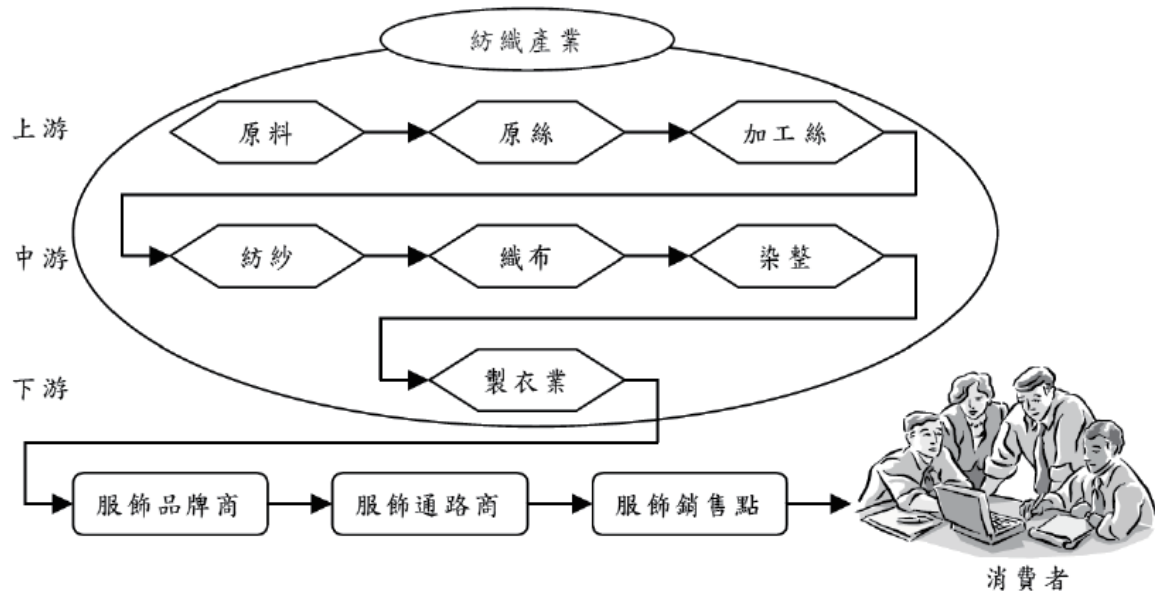 紡織產業
上游
原料
原絲
加工絲
中游
紡紗
織布
染整
下游
製衣業
服飾品牌商
服飾通路商
服飾銷售點
消費者